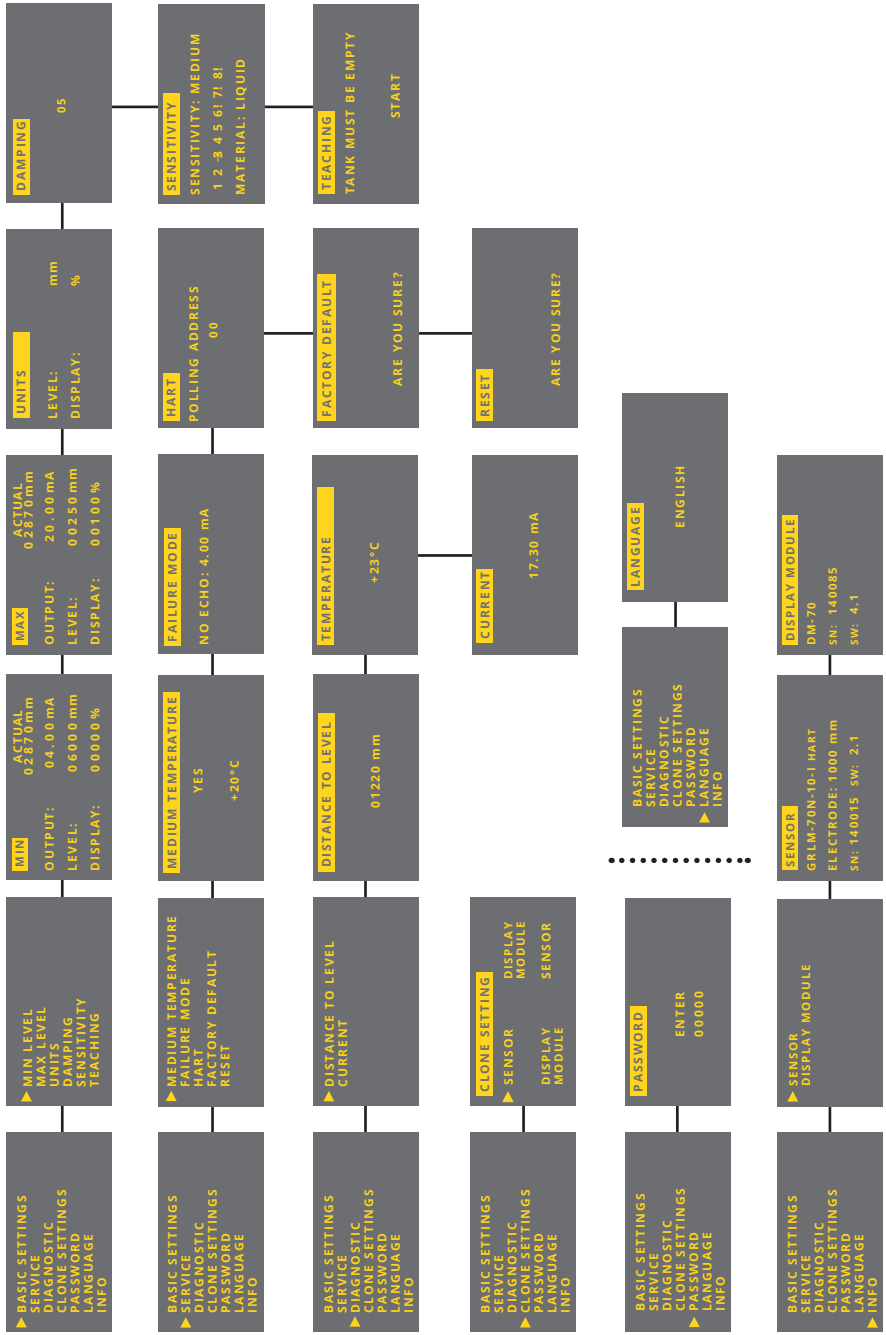 ▶BASIC SETTINGS
SERVICE
DIAGNOSTIC
CLONE SETTINGS
PASSWORD
LANGUAGE
INFO
▶MIN LEVEL
MAX LEVEL
UNITS
DAMPING
SENSITIVITY
TEACHING
MIN ACTUAL
02870mm
OUTPUT: 04.00mA
LEVEL: 06000mm
DISPLAY: 00000%
MAX ACTUAL
02870mm
OUTPUT: 20.00mA
LEVEL: 00250mm
DISPLAY: 00100%
UNITS
LEVEL: mm
DISPLAY: %
DAMPING
05
SENSITIVITY
SENSITIVITY: MEDIUM
1 2 -3 4 5 6! 7! 8!
MATERIAL: LIQUID
TEACHING
TANK MUST BE EMPTY
START
BASIC SETTINGS
▶SERVICE
DIAGNOSTIC
CLONE SETTINGS
PASSWORD
LANGUAGE
INFO
▶MEDIUM TEMPERATURE
FAILURE MODE
HART
FACTORY DEFAULT
RESET
MEDIUM TEMPERATURE
YES
+20°C
FAILURE MODE
NO ECHO: 4.00 mA
HART
POLLING ADDRESS
00
FACTORY DEFAULT
ARE YOU SURE?
RESET
ARE YOU SURE?
BASIC SETTINGS
SERVICE
▶DIAGNOSTIC
CLONE SETTINGS
PASSWORD
LANGUAGE
INFO
▶DISTANCE TO LEVEL
CURRENT
DISTANCE TO LEVEL
01220 mm
TEMPERATURE
+23°C
CURRENT
17.30 mA
BASIC SETTINGS
SERVICE
DIAGNOSTIC
▶CLONE SETTINGS
PASSWORD
LANGUAGE
INFO
CLONE SETTING
▶ SENSOR DISPLAY
MODULE
DISPLAY SENSOR
MODULE
BASIC SETTINGS
SERVICE
DIAGNOSTIC
CLONE SETTINGS
▶PASSWORD
LANGUAGE
INFO
PASSWORD
ENTER
00000
BASIC SETTINGS
SERVICE
DIAGNOSTIC
CLONE SETTINGS
PASSWORD
▶LANGUAGE
INFO
LANGUAGE
ENGLISH
BASIC SETTINGS
SERVICE
DIAGNOSTIC
CLONE SETTINGS
PASSWORD
LANGUAGE
▶INFO
▶SENSOR
DISPLAY MODULE
SENSOR
GRLM-70N-10-I HART
ELECTRODE: 1000 mm
SN: 140015 SW: 2.1
DISPLAY MODULE
DM-70
SN: 140085
SW: 4.1